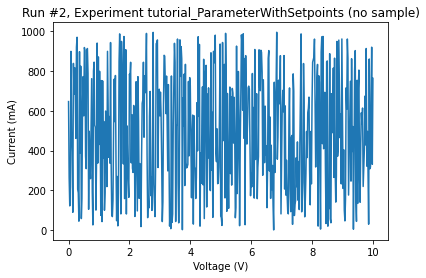 Run #2, Experiment tutorial_ParameterWithSetpoints (no sample)
1000
800
600
400
200
0
Current (mA)
0 2 4 6 8 10
Voltage (V)